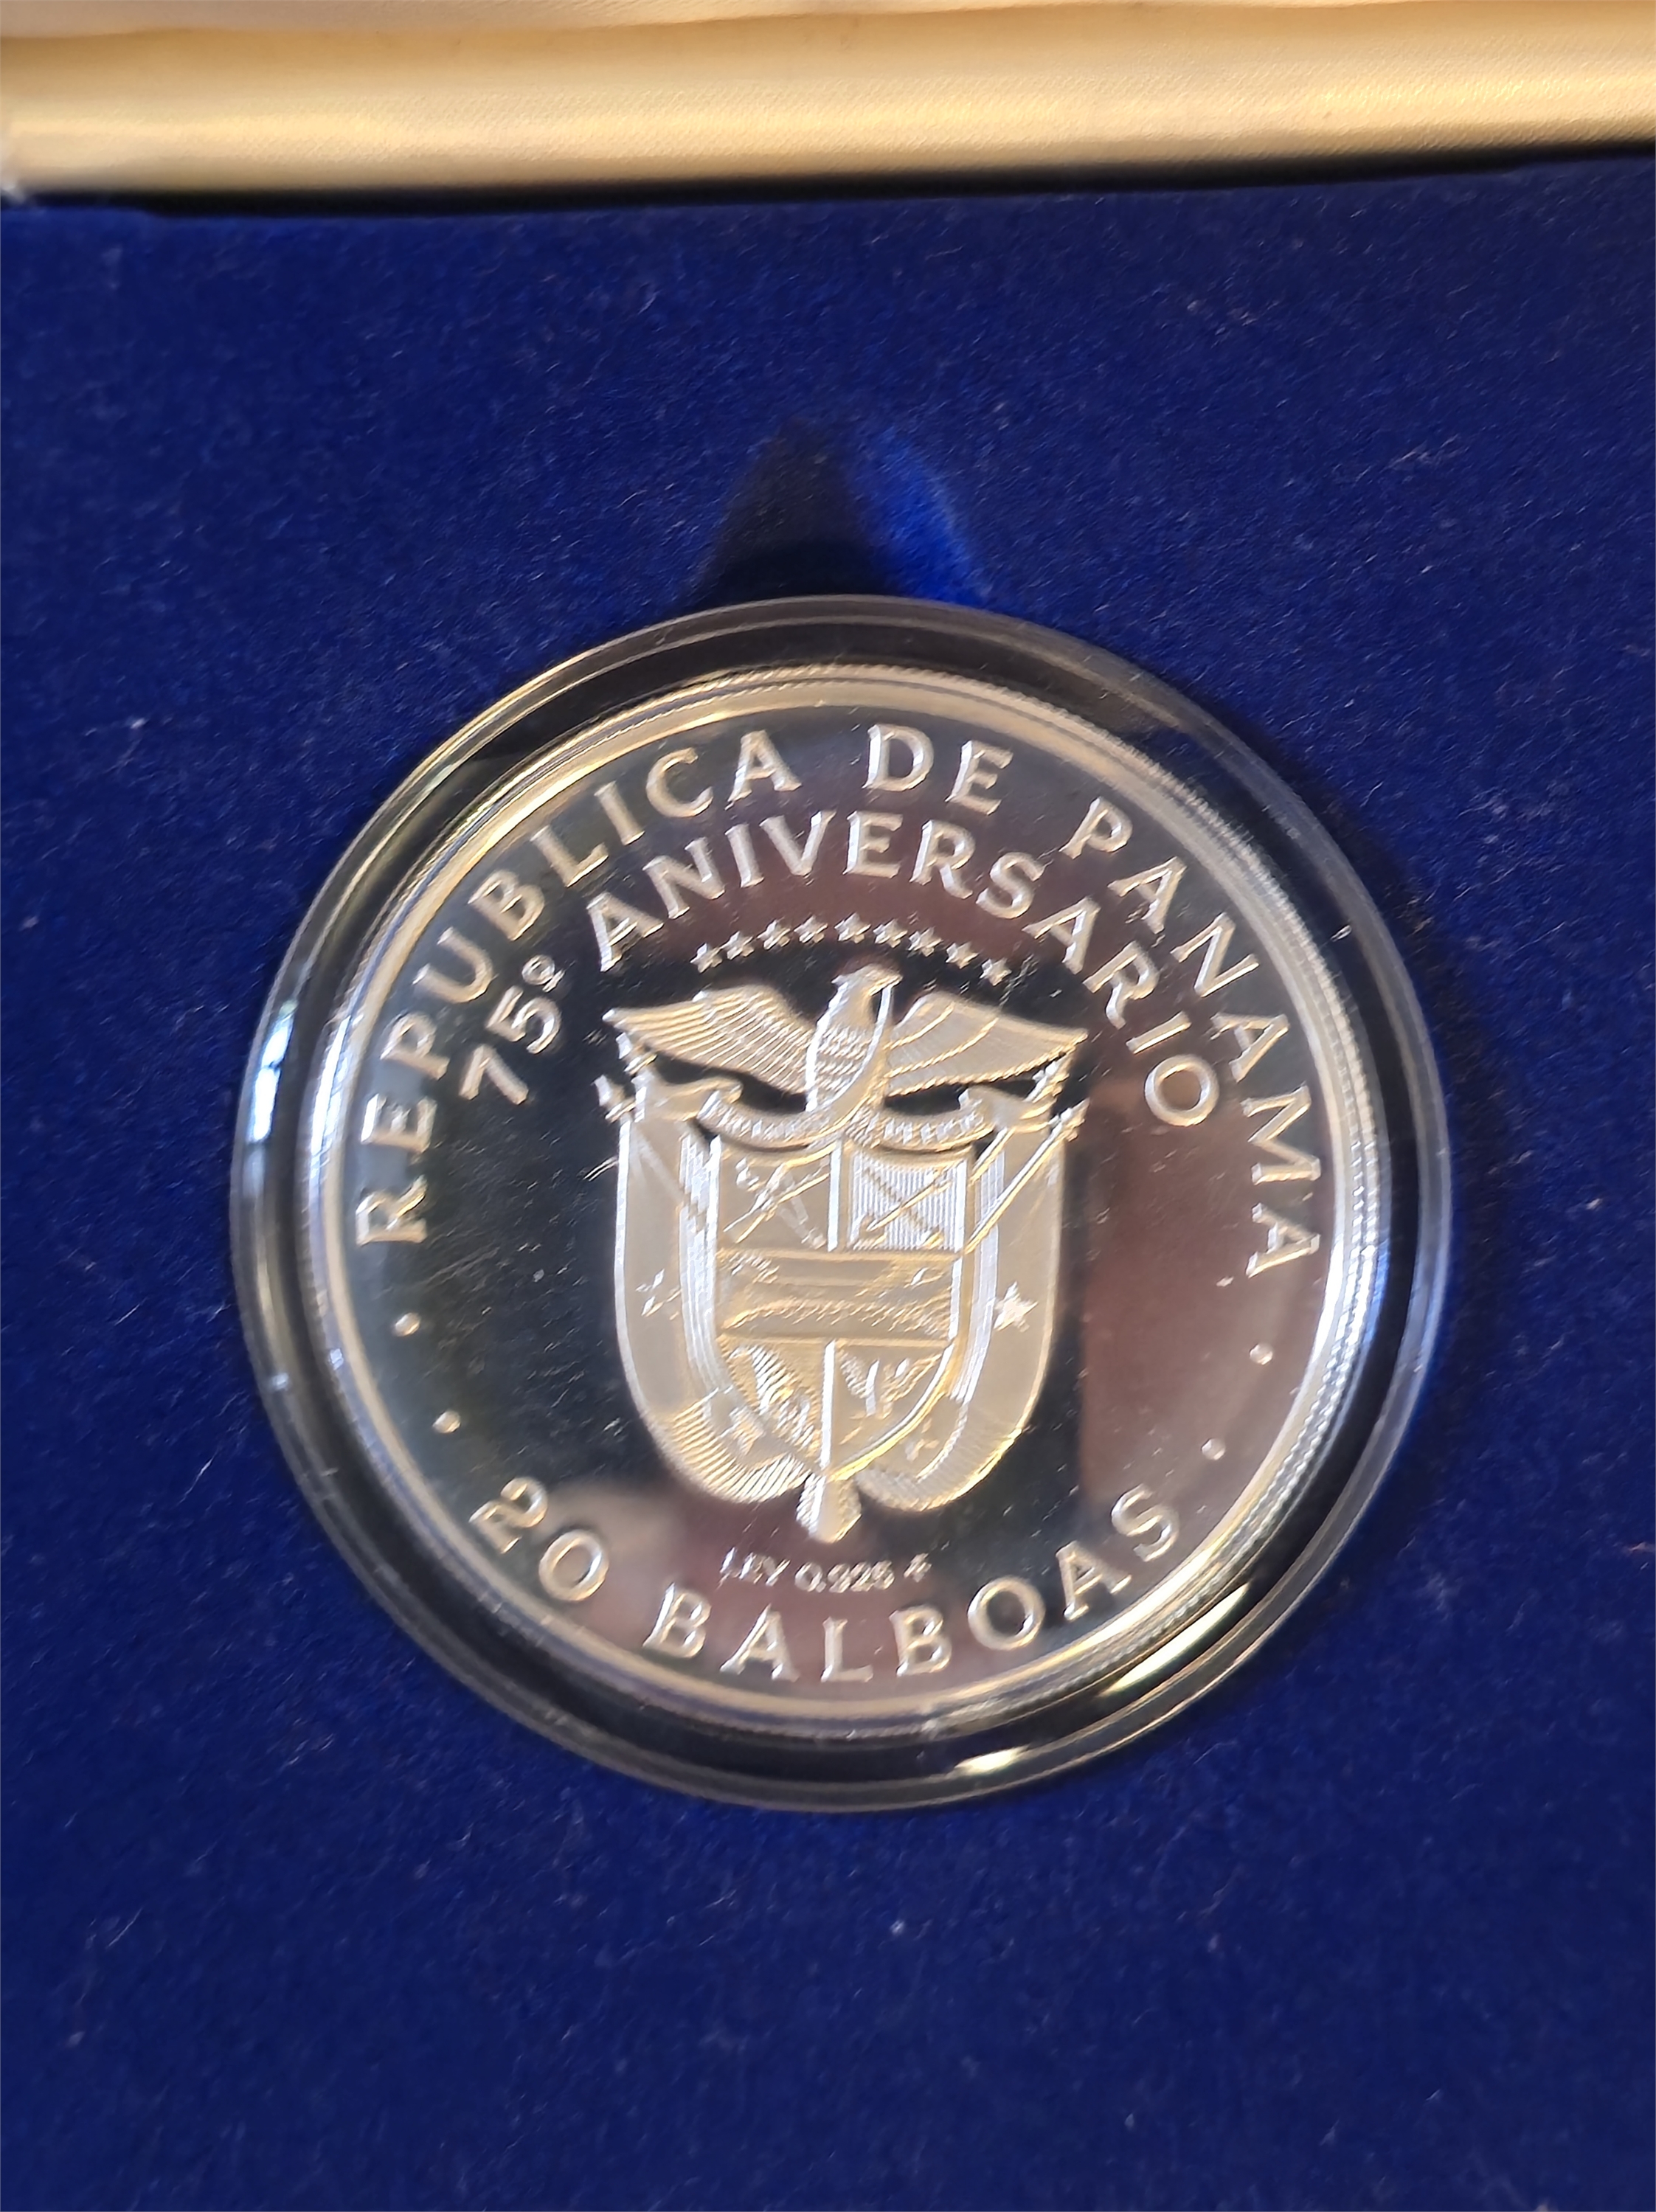 REPUBLICA DE PANAMA
75º ANIVERSARIO
LEY 0.925
20 BALBOAS